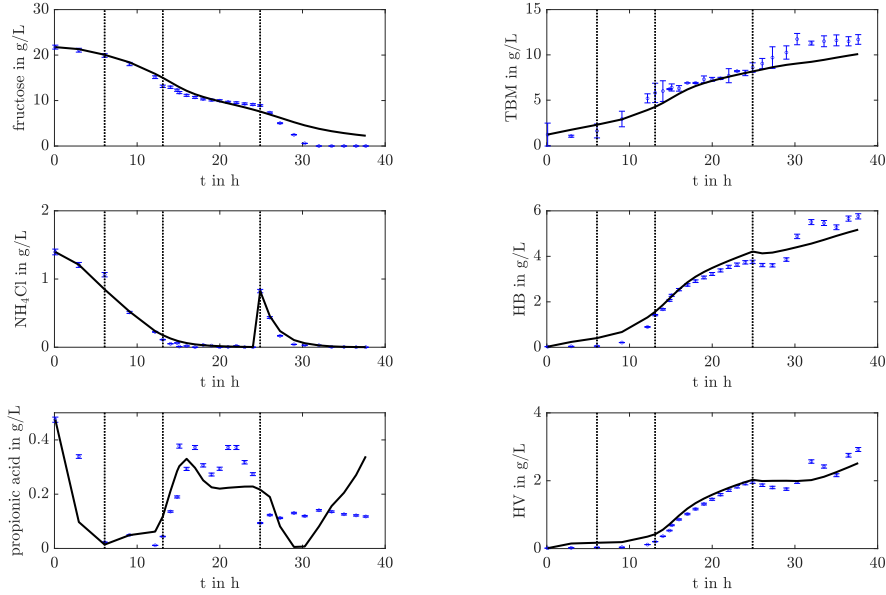 30
20
10
0
fructose in g/L
0 10 20 30 40
t in h
15
10
5
0
TBM in g/L
0 10 20 30 40
t in h
2
1
0
NH₄Cl in g/L
0 10 20 30 40
t in h
6
4
2
0
HB in g/L
0 10 20 30 40
t in h
0.4
0.2
0
propionic acid in g/L
0 10 20 30 40
t in h
4
2
0
HV in g/L
0 10 20 30 40
t in h